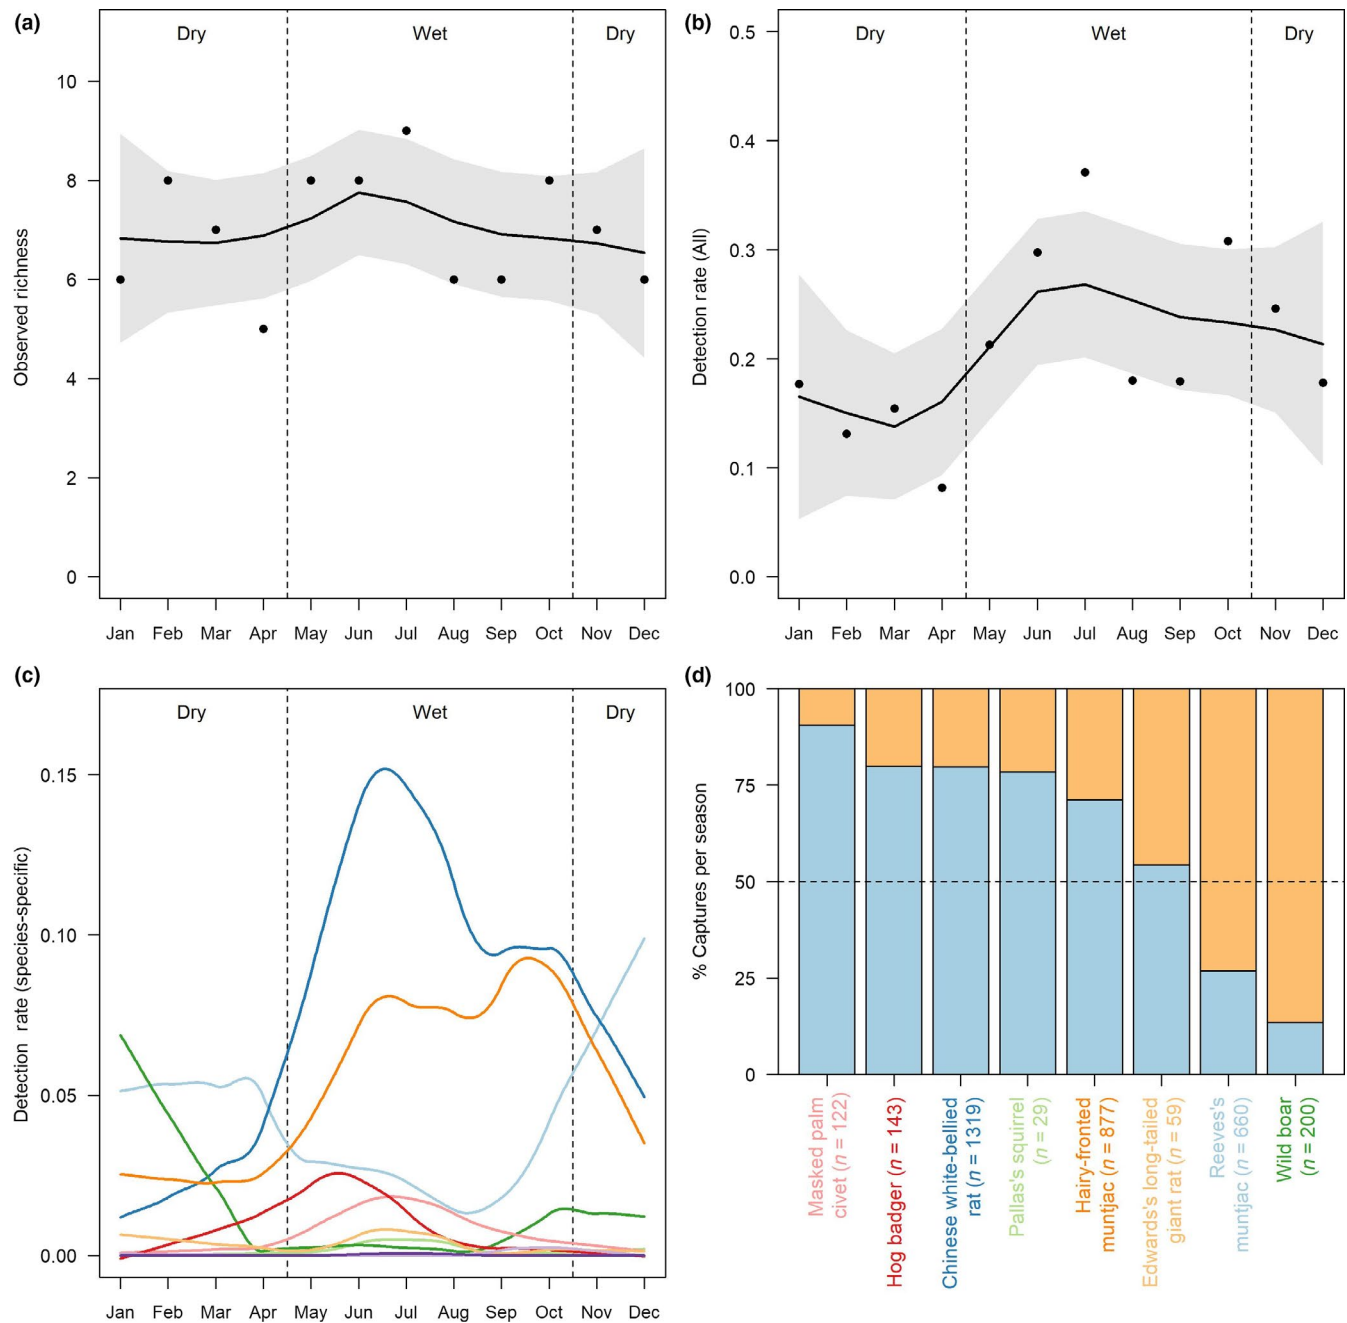 (a)
Dry
Wet
Dry
Observed richness
10
8
6
4
2
0
Jan Feb Mar Apr May Jun Jul Aug Sep Oct Nov Dec
(b)
Dry
Wet
Dry
Detection rate (All)
0.5
0.4
0.3
0.2
0.1
0.0
Jan Feb Mar Apr May Jun Jul Aug Sep Oct Nov Dec
(c)
Dry
Wet
Dry
Detection rate (species-specific)
0.15
0.10
0.05
0.00
Jan Feb Mar Apr May Jun Jul Aug Sep Oct Nov Dec
(d)
% Captures per season
100
75
50
25
0
Masked palm
civet (n = 122)
Hog badger (n = 143)
Chinese white-bellied
rat (n = 1319)
Pallas's squirrel
(n = 29)
Hairy-fronted
muntjac (n = 877)
Edwards's long-tailed
giant rat (n = 59)
Reeves's
muntjac (n = 660)
Wild boar
(n = 200)